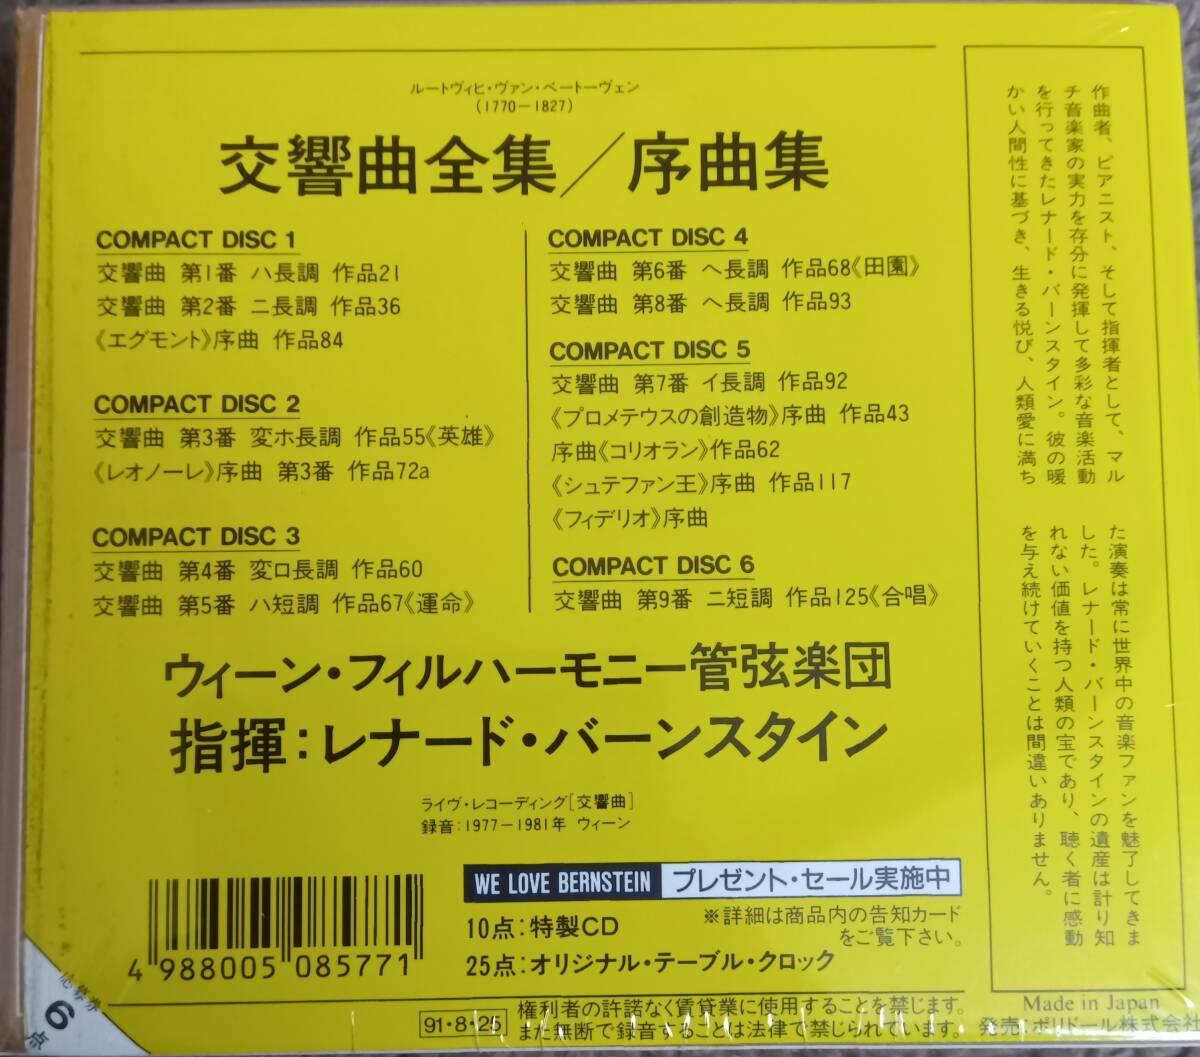 ルートヴィヒ・ヴァン・ベートーヴェン
(1770－1827)
交響曲全集／序曲集
COMPACT DISC 1
交響曲 第1番 ハ長調 作品21
交響曲 第2番 ニ長調 作品36
《エグモント》序曲 作品84
COMPACT DISC 2
交響曲 第3番 変ホ長調 作品55《英雄》
《レオノーレ》序曲 第3番 作品72a
COMPACT DISC 3
交響曲 第4番 変ロ長調 作品60
交響曲 第5番 ハ短調 作品67《運命》
COMPACT DISC 4
交響曲 第6番 ヘ長調 作品68《田園》
交響曲 第8番 ヘ長調 作品93
COMPACT DISC 5
交響曲 第7番 イ長調 作品92
《プロメテウスの創造物》序曲 作品43
序曲《コリオラン》作品62
《シュテファン王》序曲 作品117
《フィデリオ》序曲
COMPACT DISC 6
交響曲 第9番 ニ短調 作品125《合唱》
ウィーン・フィルハーモニー管弦楽団
指揮：レナード・バーンスタイン
ライヴ・レコーディング[交響曲]
録音：1977－1981年 ウィーン
WE LOVE BERNSTEIN プレゼント・セール実施中
10点：特製CD
※詳細は商品内の告知カード
をご覧下さい。
25点：オリジナル・テーブル・クロック
4 988005 085771
応募券
6点
91・8・25
権利者の許諾なく賃貸業に使用することを禁じます。
また無断で録音することは法律で禁じられています。
Made in Japan
発売：ポリドール株式会社
作曲者、ピアニスト、そして指揮者として、マル
チ音楽家の実力を存分に発揮して多彩な音楽活動
を行ってきたレナード・バーンスタイン。彼の暖
かい人間性に基づき、生きる悦び、人類愛に満ち
た演奏は常に世界中の音楽ファンを魅了してきま
した。レナード・バーンスタインの遺産は計り知
れない価値を持つ人類の宝であり、聴く者に感動
を与え続けていくことは間違いありません。